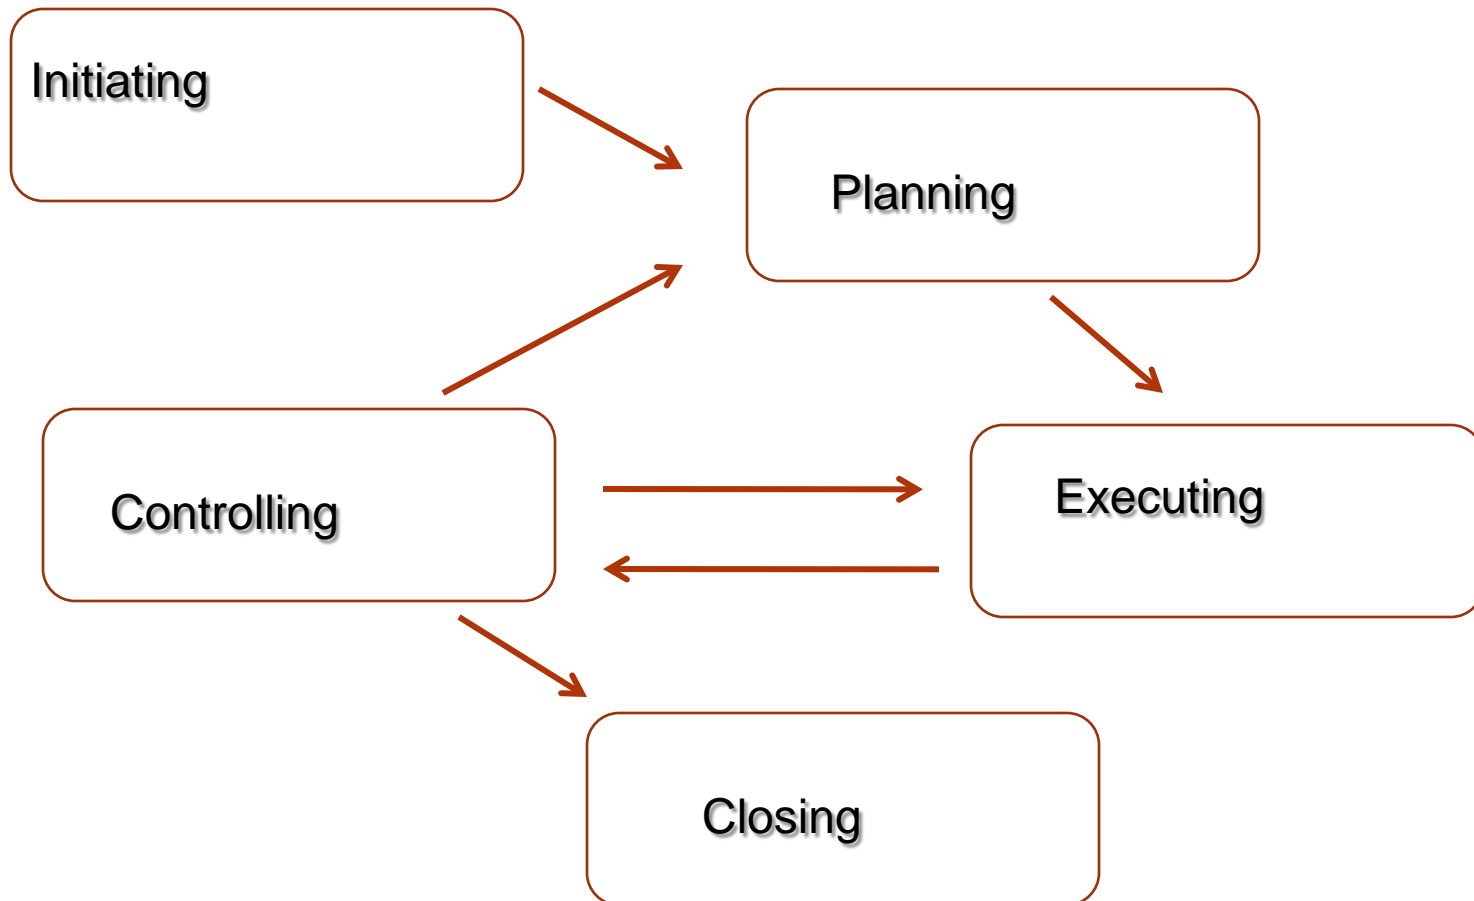 Initiating
Planning
Controlling
Executing
Closing